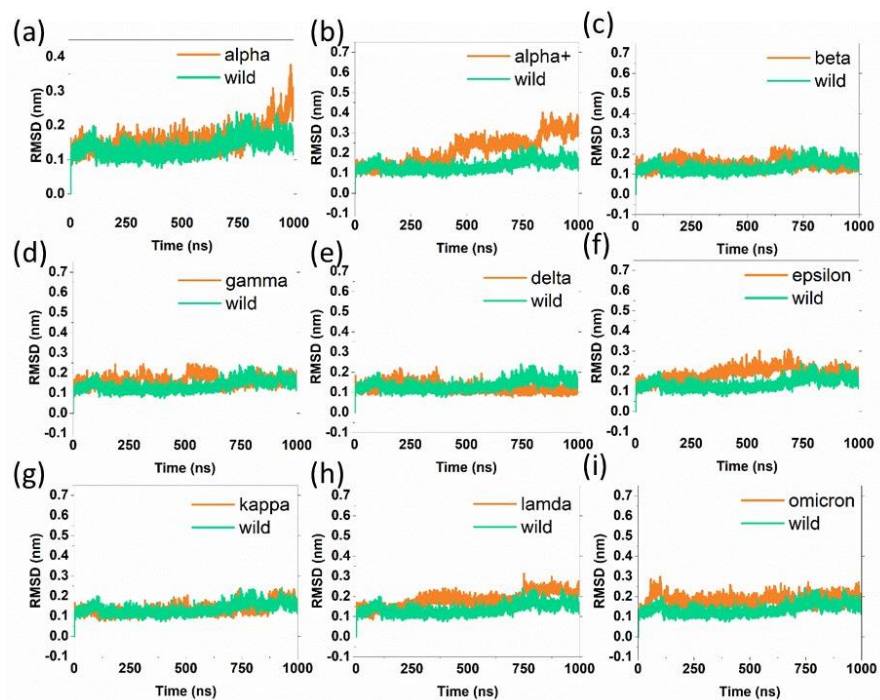 (a)
alpha
wild
0.4
0.3
0.2
0.1
0.0
RMSD (nm)
0 250 500 750 1000
Time (ns)
(b)
alpha+
wild
0.7
0.6
0.5
0.4
0.3
0.2
0.1
0.0
-0.1
RMSD (nm)
0 250 500 750 1000
Time (ns)
(c)
beta
wild
0.7
0.6
0.5
0.4
0.3
0.2
0.1
0.0
-0.1
RMSD (nm)
0 250 500 750 1000
Time (ns)
(d)
gamma
wild
0.7
0.6
0.5
0.4
0.3
0.2
0.1
0.0
-0.1
RMSD (nm)
0 250 500 750 1000
Time (ns)
(e)
delta
wild
0.7
0.6
0.5
0.4
0.3
0.2
0.1
0.0
-0.1
RMSD (nm)
0 250 500 750 1000
Time (ns)
(f)
epsilon
wild
0.7
0.6
0.5
0.4
0.3
0.2
0.1
0.0
-0.1
RMSD (nm)
0 250 500 750 1000
Time (ns)
(g)
kappa
wild
0.7
0.6
0.5
0.4
0.3
0.2
0.1
0.0
-0.1
RMSD (nm)
0 250 500 750 1000
Time (ns)
(h)
lamda
wild
0.7
0.6
0.5
0.4
0.3
0.2
0.1
0.0
-0.1
RMSD (nm)
0 250 500 750 1000
Time (ns)
(i)
omicron
wild
0.7
0.6
0.5
0.4
0.3
0.2
0.1
0.0
-0.1
RMSD (nm)
0 250 500 750 1000
Time (ns)